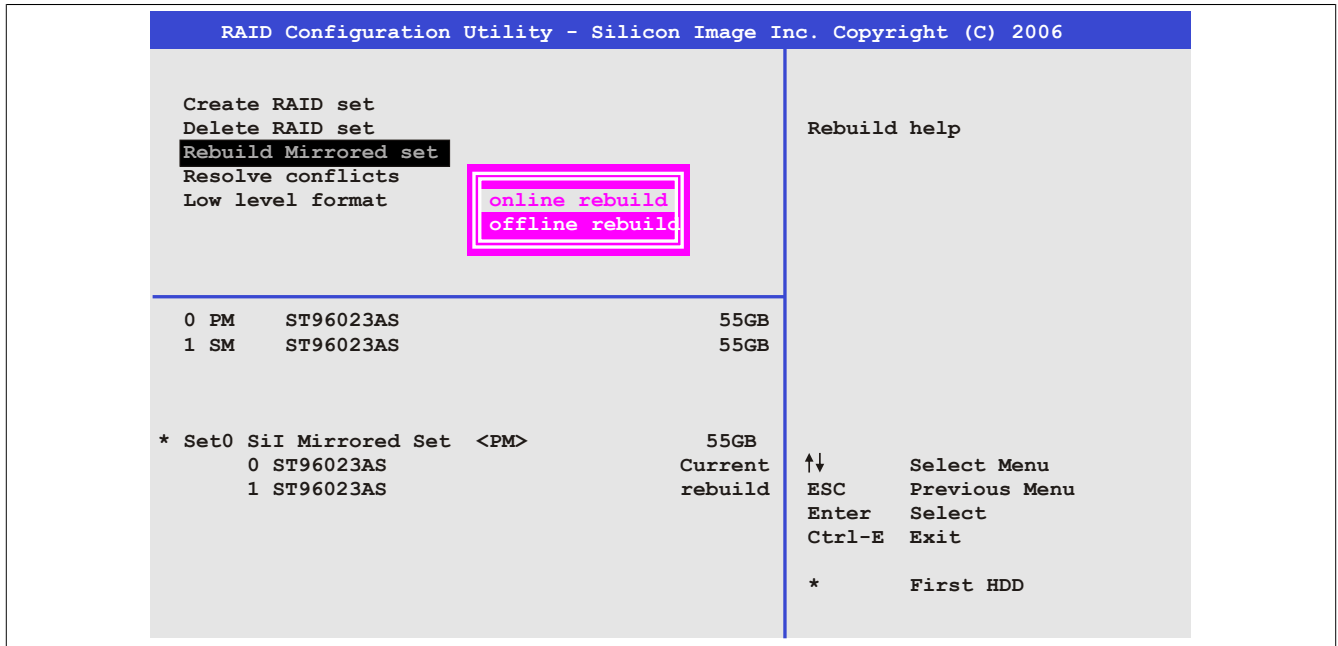 RAID Configuration Utility - Silicon Image Inc. Copyright (C) 2006
Create RAID set
Delete RAID set
Rebuild Mirrored set
Resolve conflicts
Low level format
online rebuild
offline rebuild
Rebuild help
0 PM ST96023AS 55GB
1 SM ST96023AS 55GB
* Set0 SiI Mirrored Set <PM> 55GB
0 ST96023AS Current
1 ST96023AS rebuild
↑↓ Select Menu
ESC Previous Menu
Enter Select
Ctrl-E Exit
* First HDD